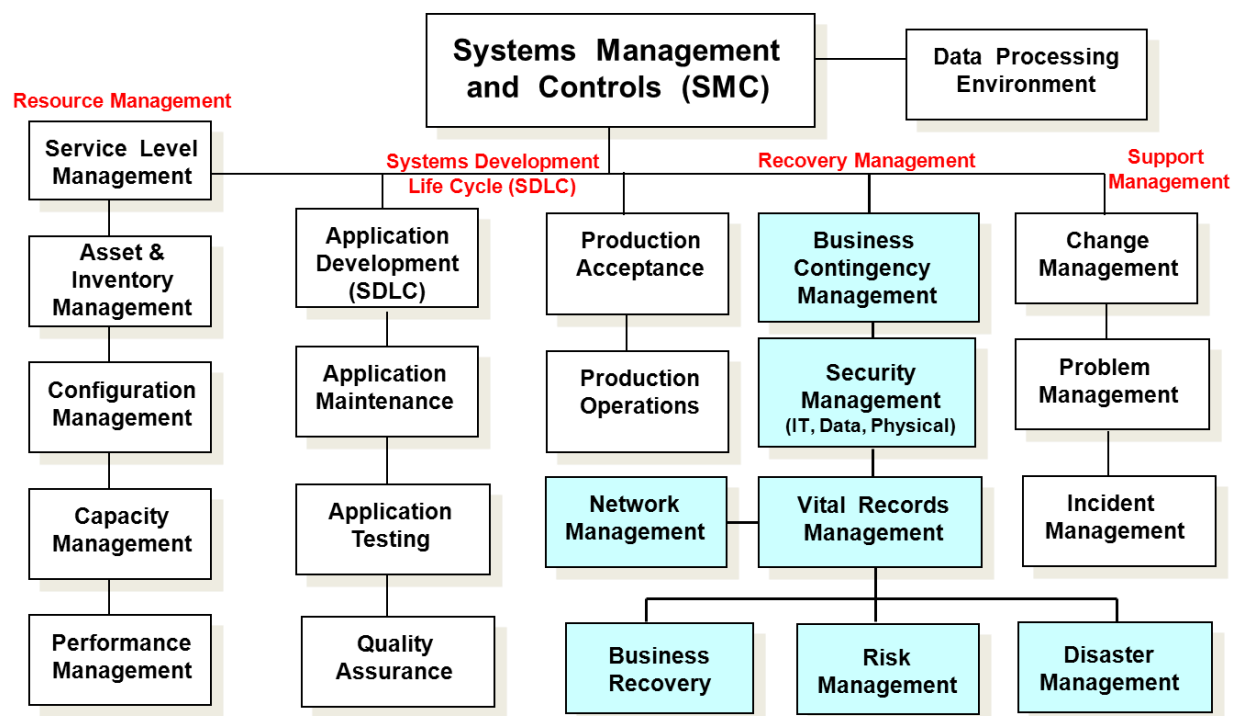 Systems Management
and Controls (SMC)
Data Processing
Environment
Resource Management
Service Level
Management
Asset &
Inventory
Management
Configuration
Management
Capacity
Management
Performance
Management
Systems Development
Life Cycle (SDLC)
Application
Development
(SDLC)
Application
Maintenance
Application
Testing
Quality
Assurance
Production
Acceptance
Production
Operations
Network
Management
Recovery Management
Business
Contingency
Management
Security
Management
(IT, Data, Physical)
Vital Records
Management
Business
Recovery
Risk
Management
Disaster
Management
Support
Management
Change
Management
Problem
Management
Incident
Management